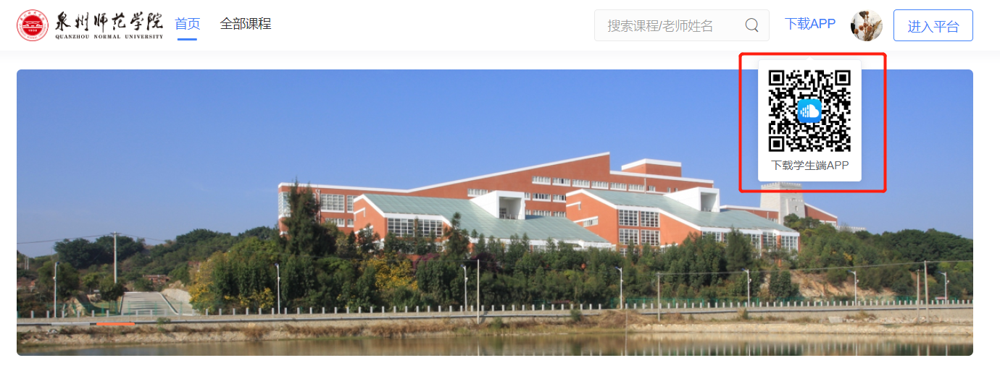 泉州师范学院
QUANZHOU NORMAL UNIVERSITY
首页
全部课程
搜索课程/老师姓名
下载APP
进入平台
下载学生端APP